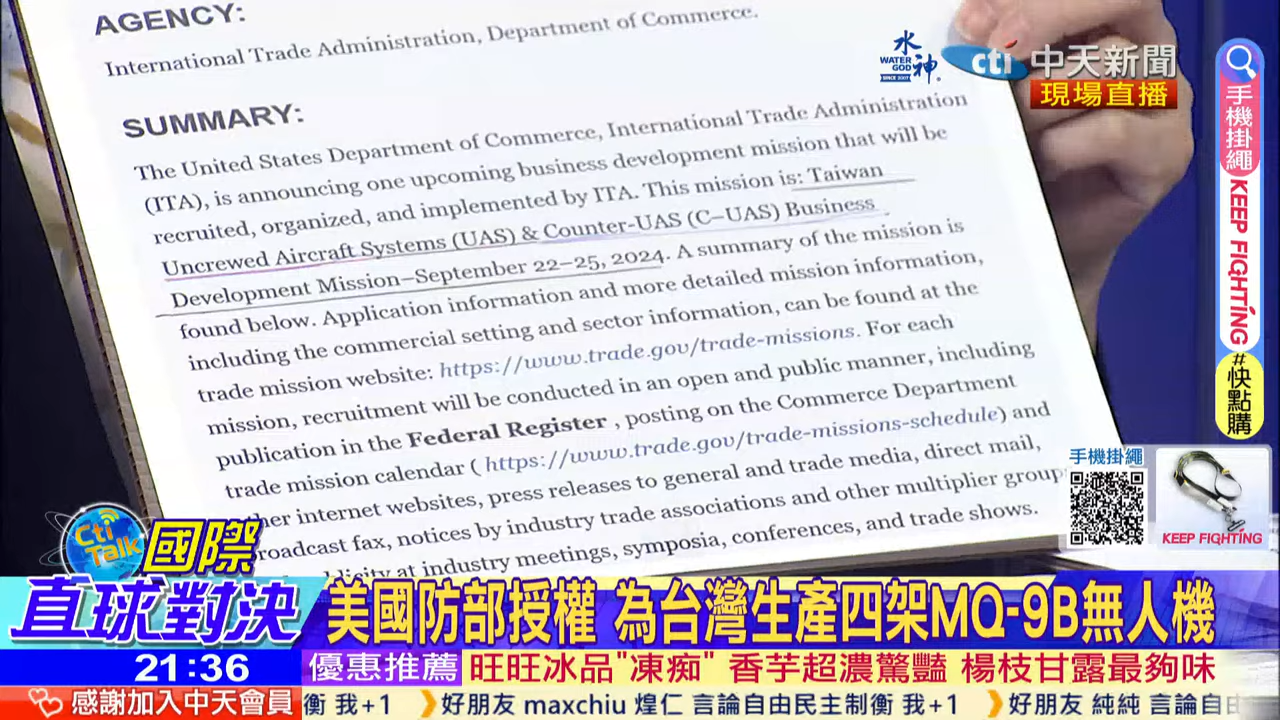 AGENCY:
International Trade Administration, Department of Commerce.
SUMMARY:
The United States Department of Commerce, International Trade Administration
(ITA), is announcing one upcoming business development mission that will be
recruited, organized, and implemented by ITA. This mission is: Taiwan
Uncrewed Aircraft Systems (UAS) & Counter-UAS (C–UAS) Business
Development Mission—September 22–25, 2024. A summary of the mission is
found below. Application information and more detailed mission information,
including the commercial setting and sector information, can be found at the
trade mission website: https://www.trade.gov/trade-missions. For each
mission, recruitment will be conducted in an open and public manner, including
publication in the Federal Register , posting on the Commerce Department
trade mission calendar ( https://www.trade.gov/trade-missions-schedule) and
her internet websites, press releases to general and trade media, direct mail,
roadcast fax, notices by industry trade associations and other multiplier group
at industry meetings, symposia, conferences, and trade shows.
水神
WATER GOD
SINCE 2007
cti 中天新聞
現場直播
手機掛繩
KEEP FIGHTING
#快點購
手機掛繩
KEEP FIGHTING
Cti Talk
國際
直球對決
美國防部授權 為台灣生產四架MQ-9B無人機
21:36
優惠推薦 旺旺冰品"凍痴" 香芋超濃驚豔 楊枝甘露最夠味
感謝加入中天會員 衡 我+1 》好朋友 maxchiu 煌仁 言論自由民主制衡 我+1 》好朋友 純純 言論自由